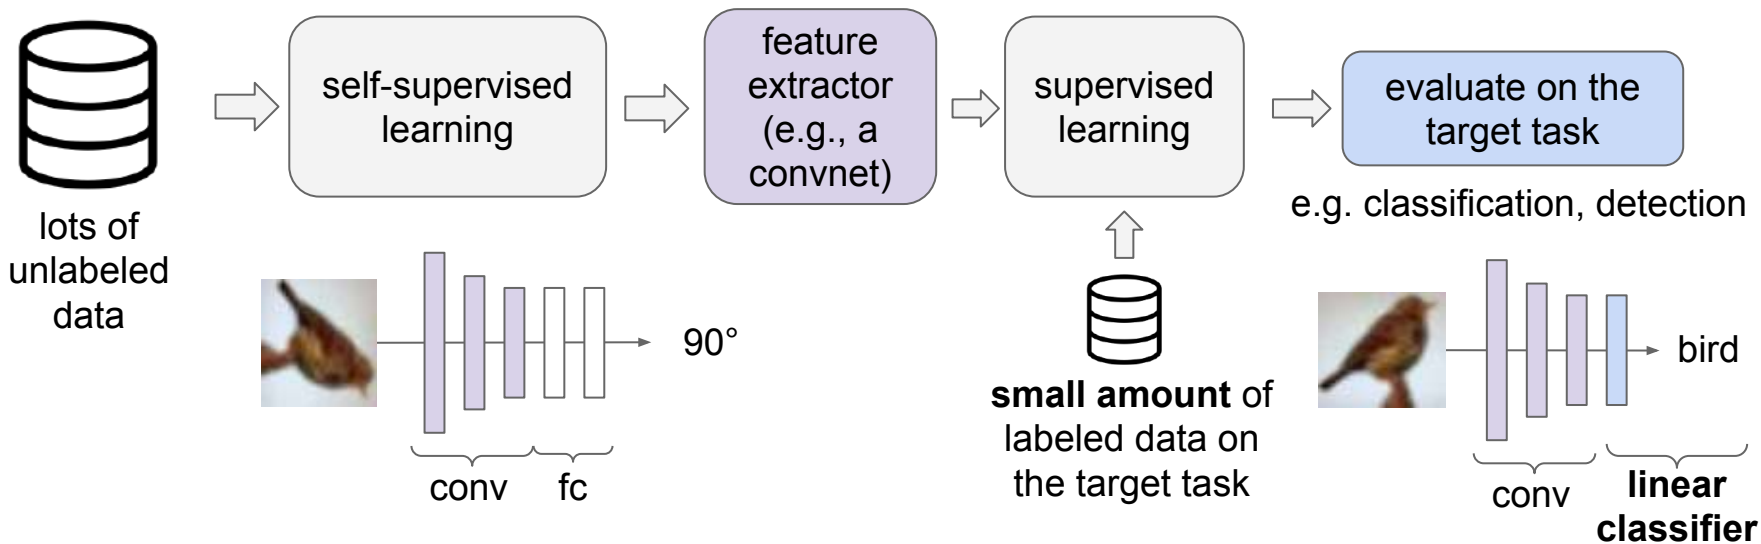 lots of
unlabeled
data
self-supervised
learning
feature
extractor
(e.g., a
convnet)
supervised
learning
evaluate on the
target task
e.g. classification, detection
90°
conv
fc
small amount of
labeled data on
the target task
bird
conv
linear
classifier